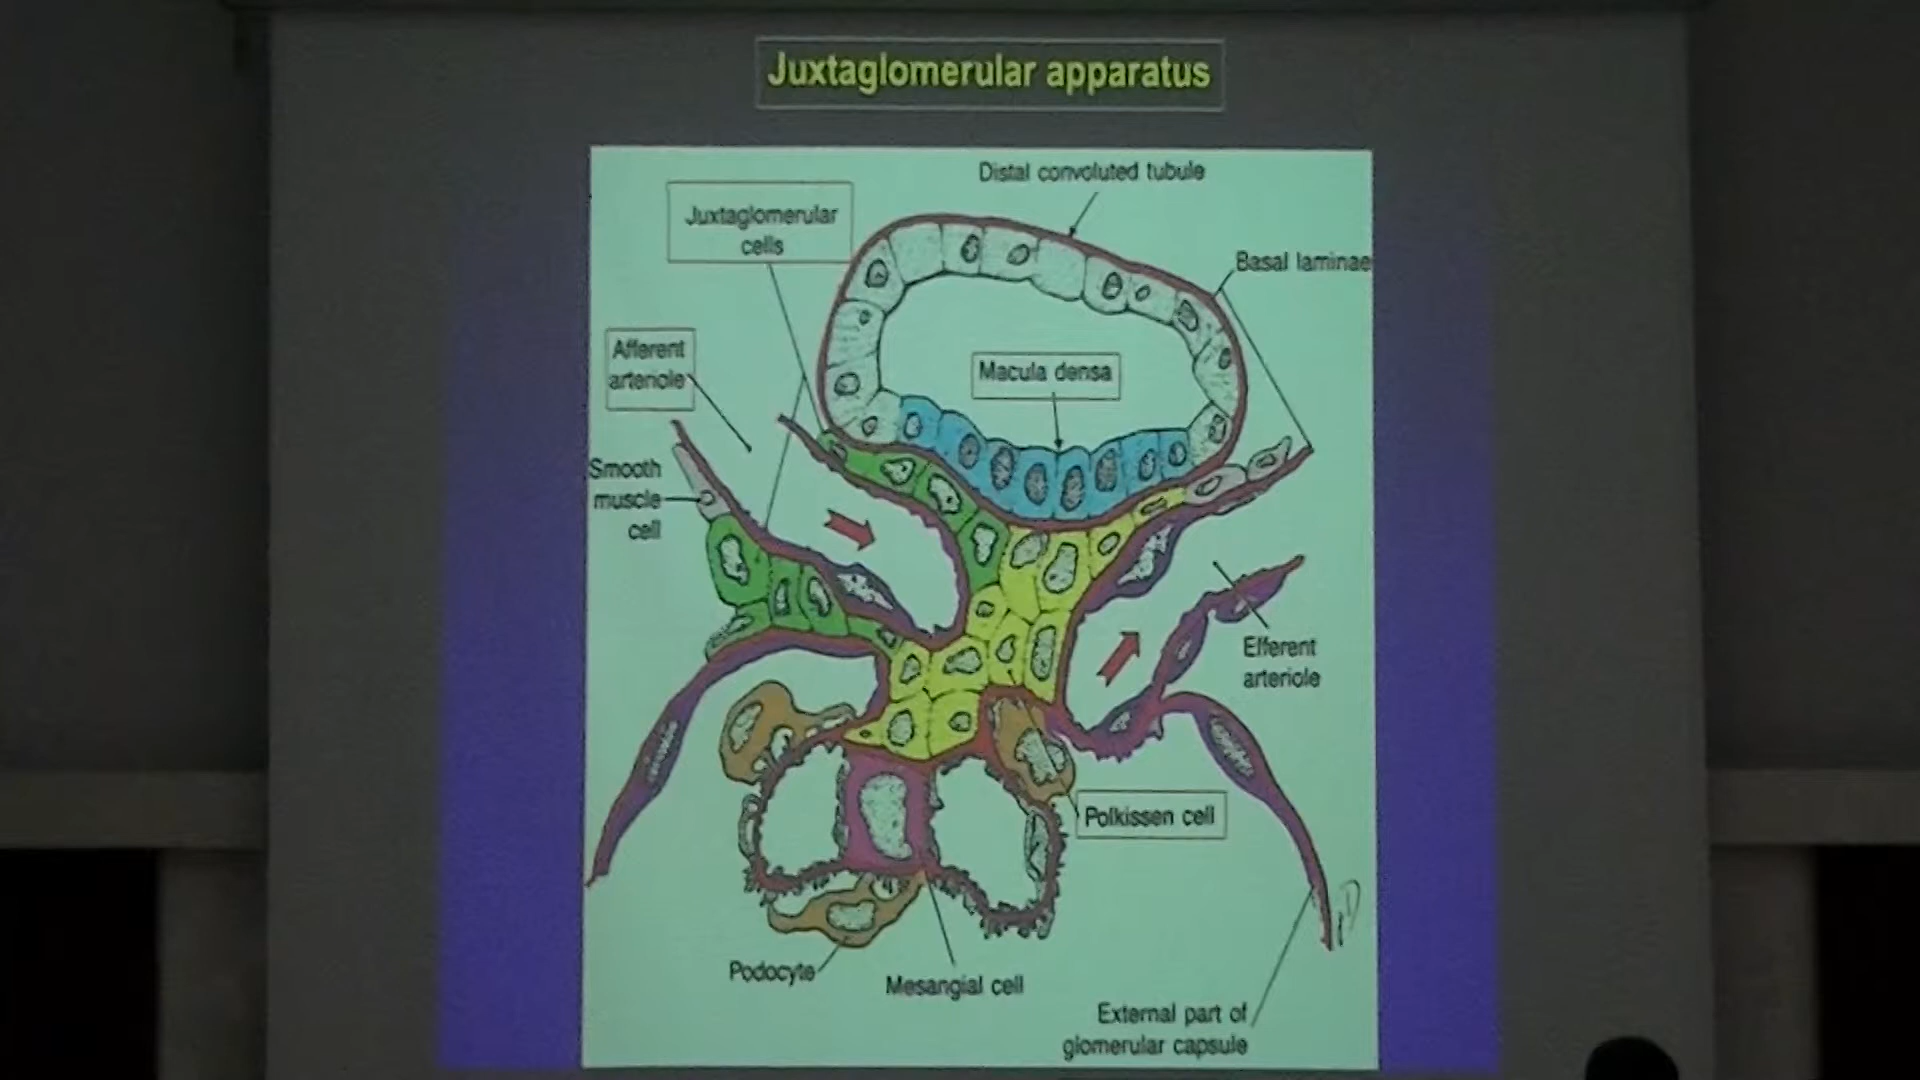 Juxtaglomerular apparatus
Distal convoluted tubule
Juxtaglomerular
cells
Basal laminae
Afferent
arteriole
Macula densa
Smooth
muscle
cell
Efferent
arteriole
Polkissen cell
Podocyte
Mesangial cell
External part of
glomerular capsule